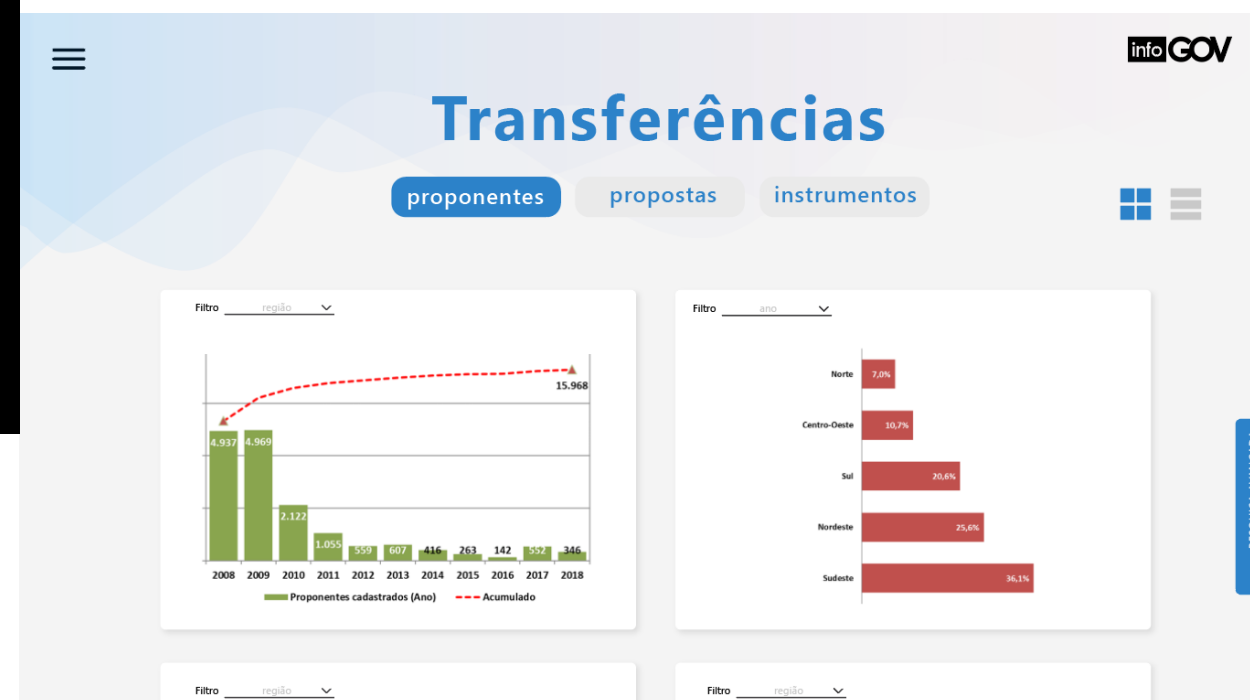 info GOV
Transferências
proponentes propostas instrumentos
Filtro região
15.968
4.937 4.969
2.122
1.055 559 607 416 263 142 552 346
2008 2009 2010 2011 2012 2013 2014 2015 2016 2017 2018
Proponentes cadastrados (Ano) Acumulado
Filtro ano
Norte 7,0%
Centro-Oeste 10,7%
Sul 20,6%
Nordeste 25,6%
Sudeste 36,1%
Filtro região
Filtro região